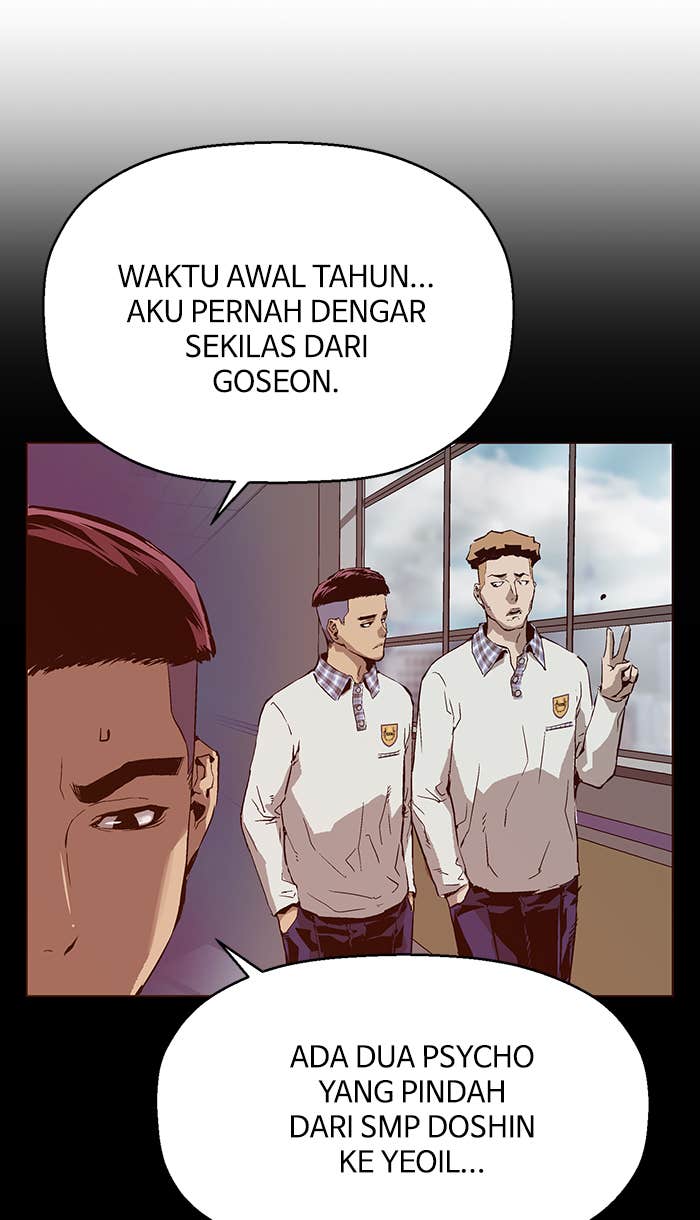 WAKTU AWAL TAHUN...
AKU PERNAH DENGAR
SEKILAS DARI
GOSEON.
ADA DUA PSYCHO
YANG PINDAH
DARI SMP DOSHIN
KE YEOIL...